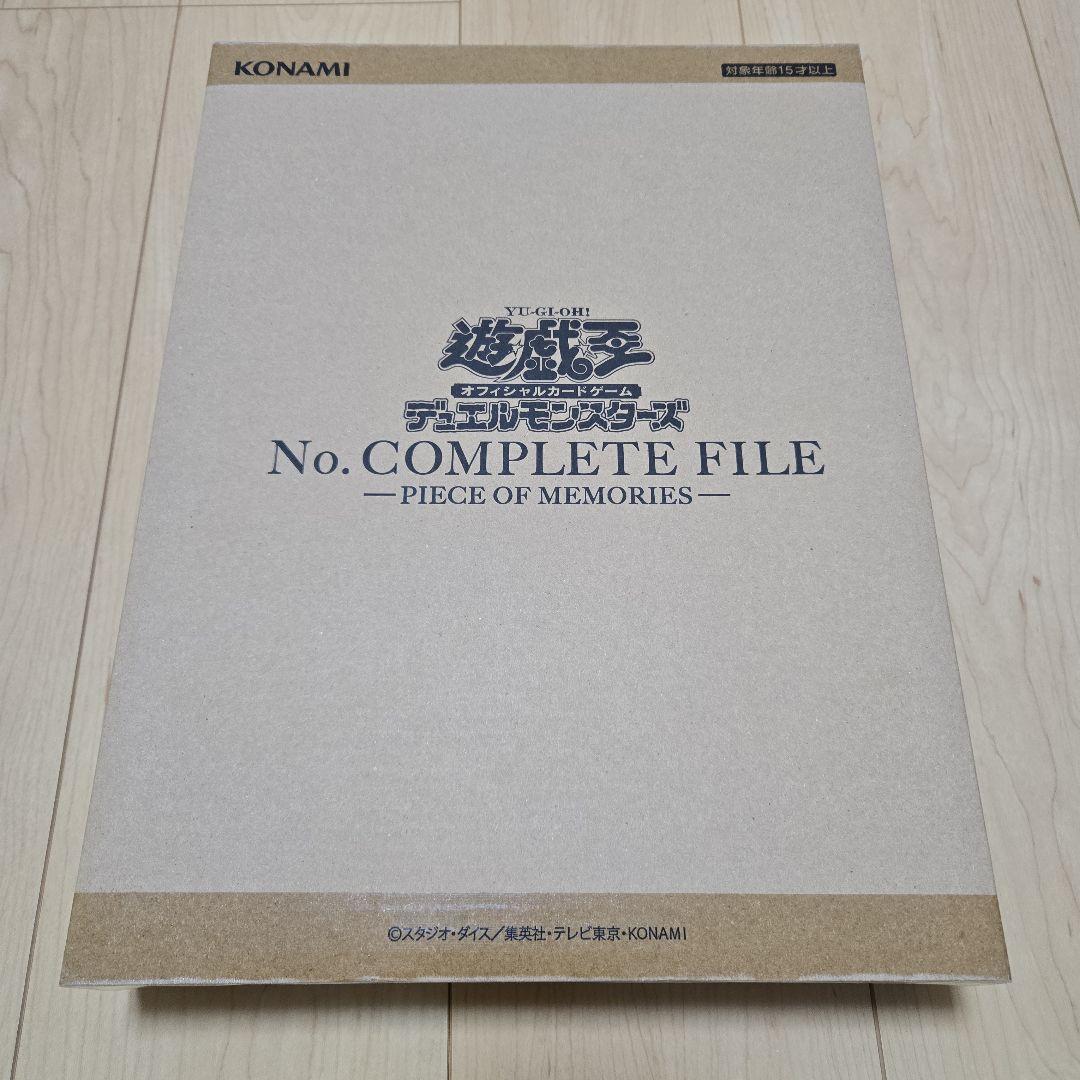 KONAMI
対象年齢15才以上
YU-GI-OH!
遊戯王
オフィシャルカードゲーム
デュエルモンスターズ
No. COMPLETE FILE
—PIECE OF MEMORIES—
©スタジオ・ダイス/集英社・テレビ東京・KONAMI